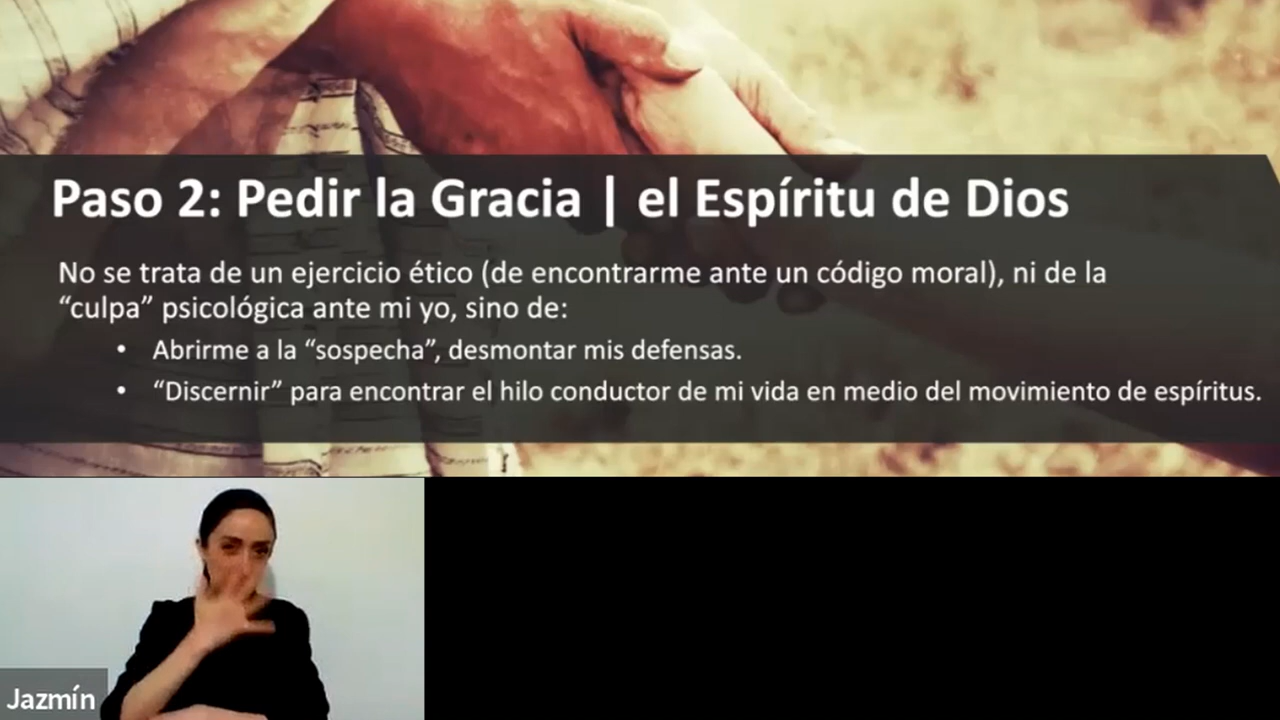 Paso 2: Pedir la Gracia | el Espíritu de Dios
No se trata de un ejercicio ético (de encontrarme ante un código moral), ni de la
“culpa” psicológica ante mi yo, sino de:
• Abrirme a la “sospecha”, desmontar mis defensas.
• “Discernir” para encontrar el hilo conductor de mi vida en medio del movimiento de espíritus.
Jazmín